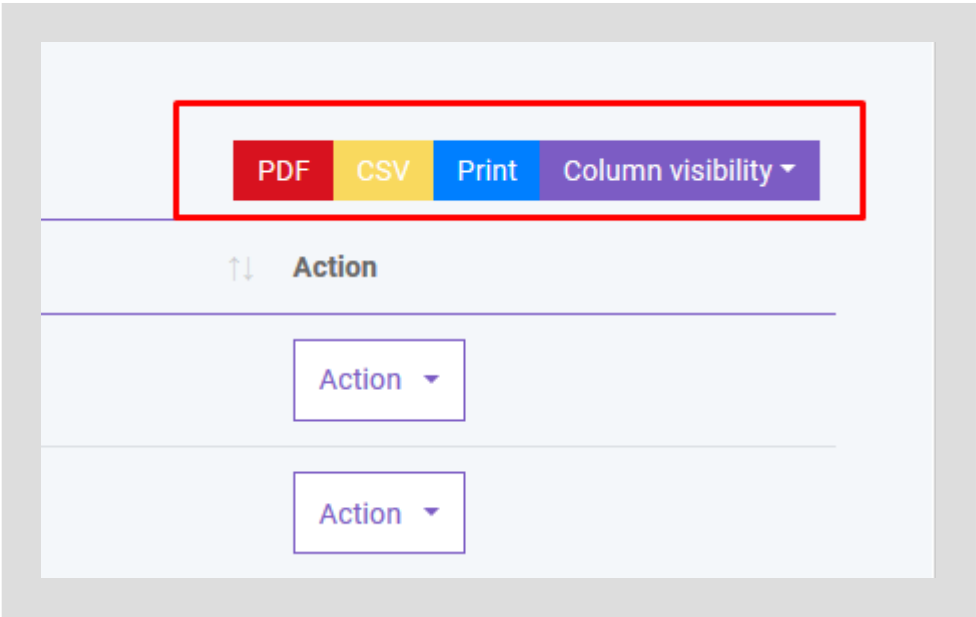 PDF CSV Print Column visibility
↑↓ Action
Action
Action